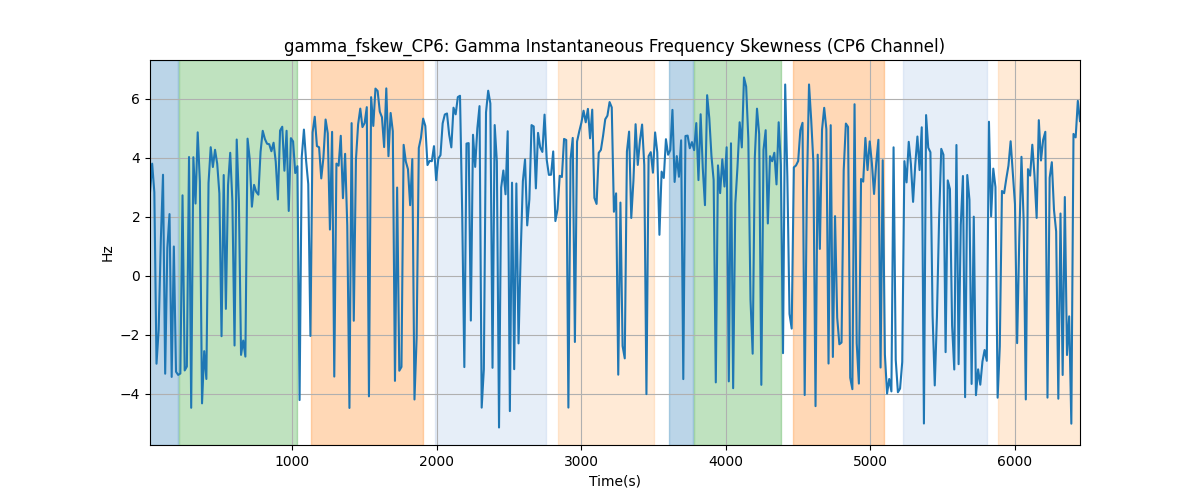 gamma_fskew_CP6: Gamma Instantaneous Frequency Skewness (CP6 Channel)
6
4
2
0
−2
−4
Hz
1000 2000 3000 4000 5000 6000
Time(s)